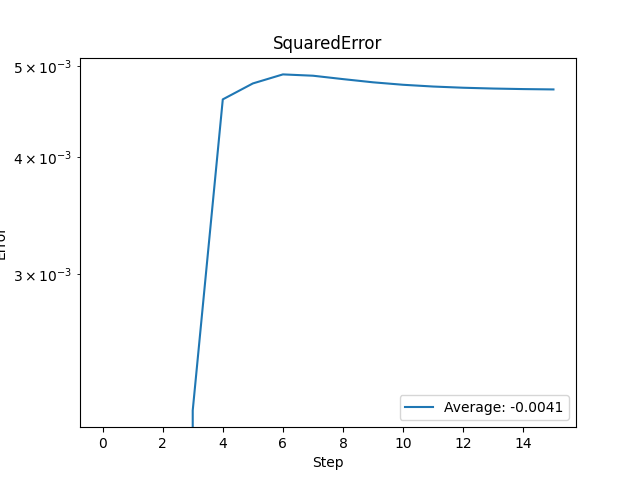 SquaredError
5 × 10⁻³
4 × 10⁻³
3 × 10⁻³
Error
Average: -0.0041
0 2 4 6 8 10 12 14
Step